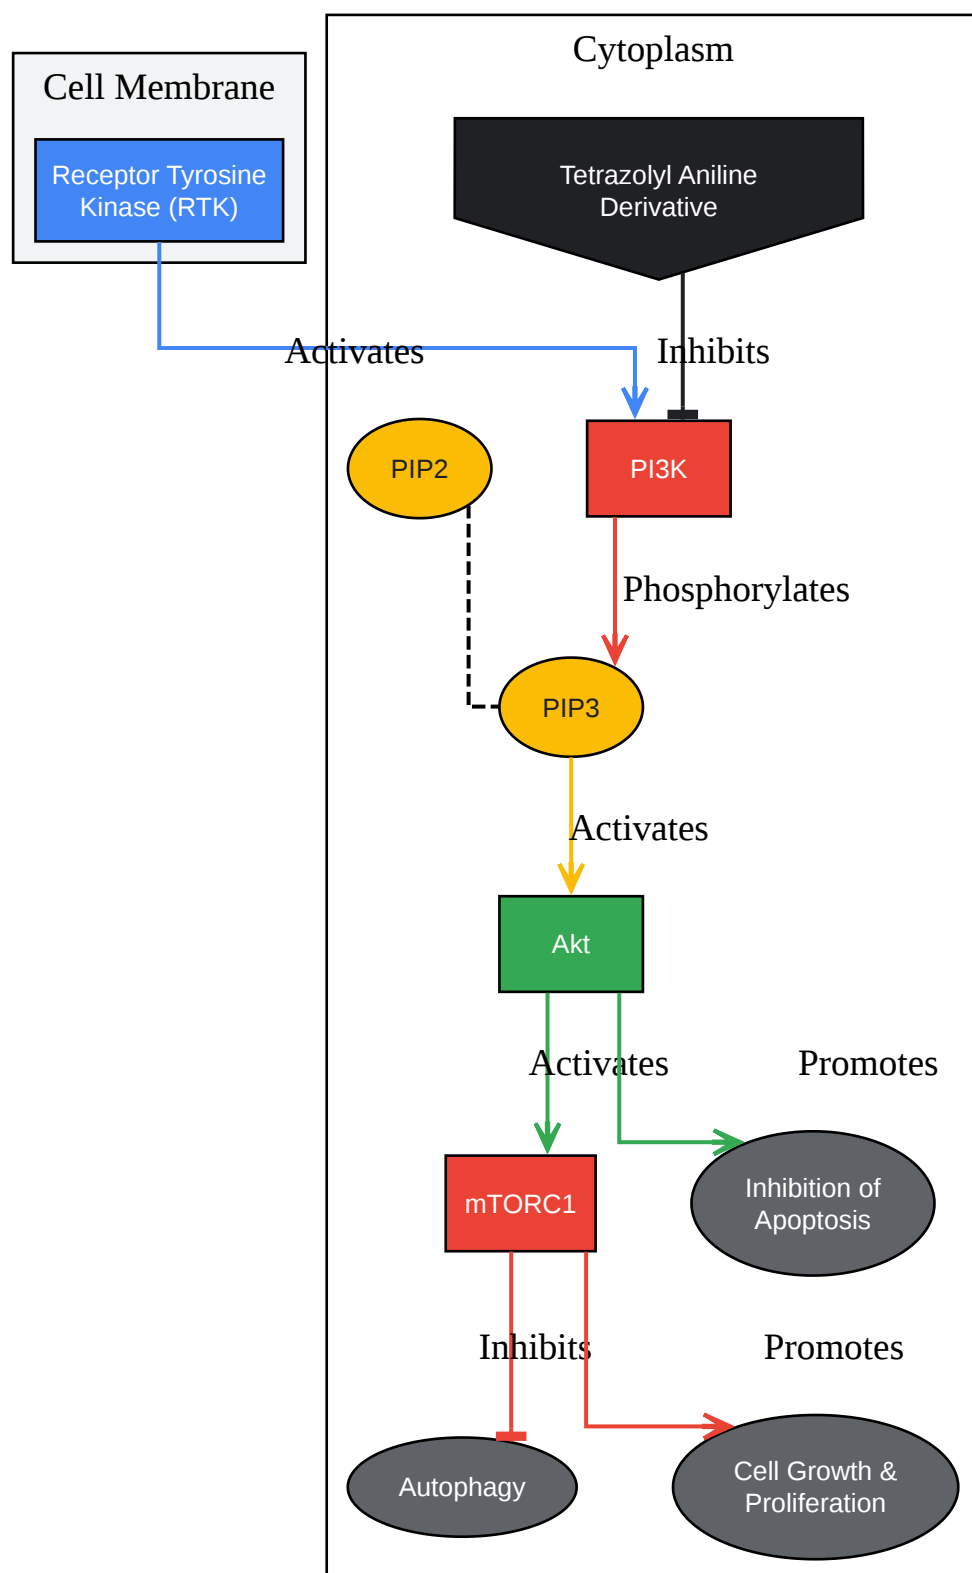 Cytoplasm
Cell Membrane
Receptor Tyrosine
Kinase (RTK)
Tetrazolyl Aniline
Derivative
Activates
Inhibits
PIP2
PI3K
Phosphorylates
PIP3
Activates
Akt
Activates
Promotes
mTORC1
Inhibition of
Apoptosis
Inhibits
Promotes
Autophagy
Cell Growth &
Proliferation